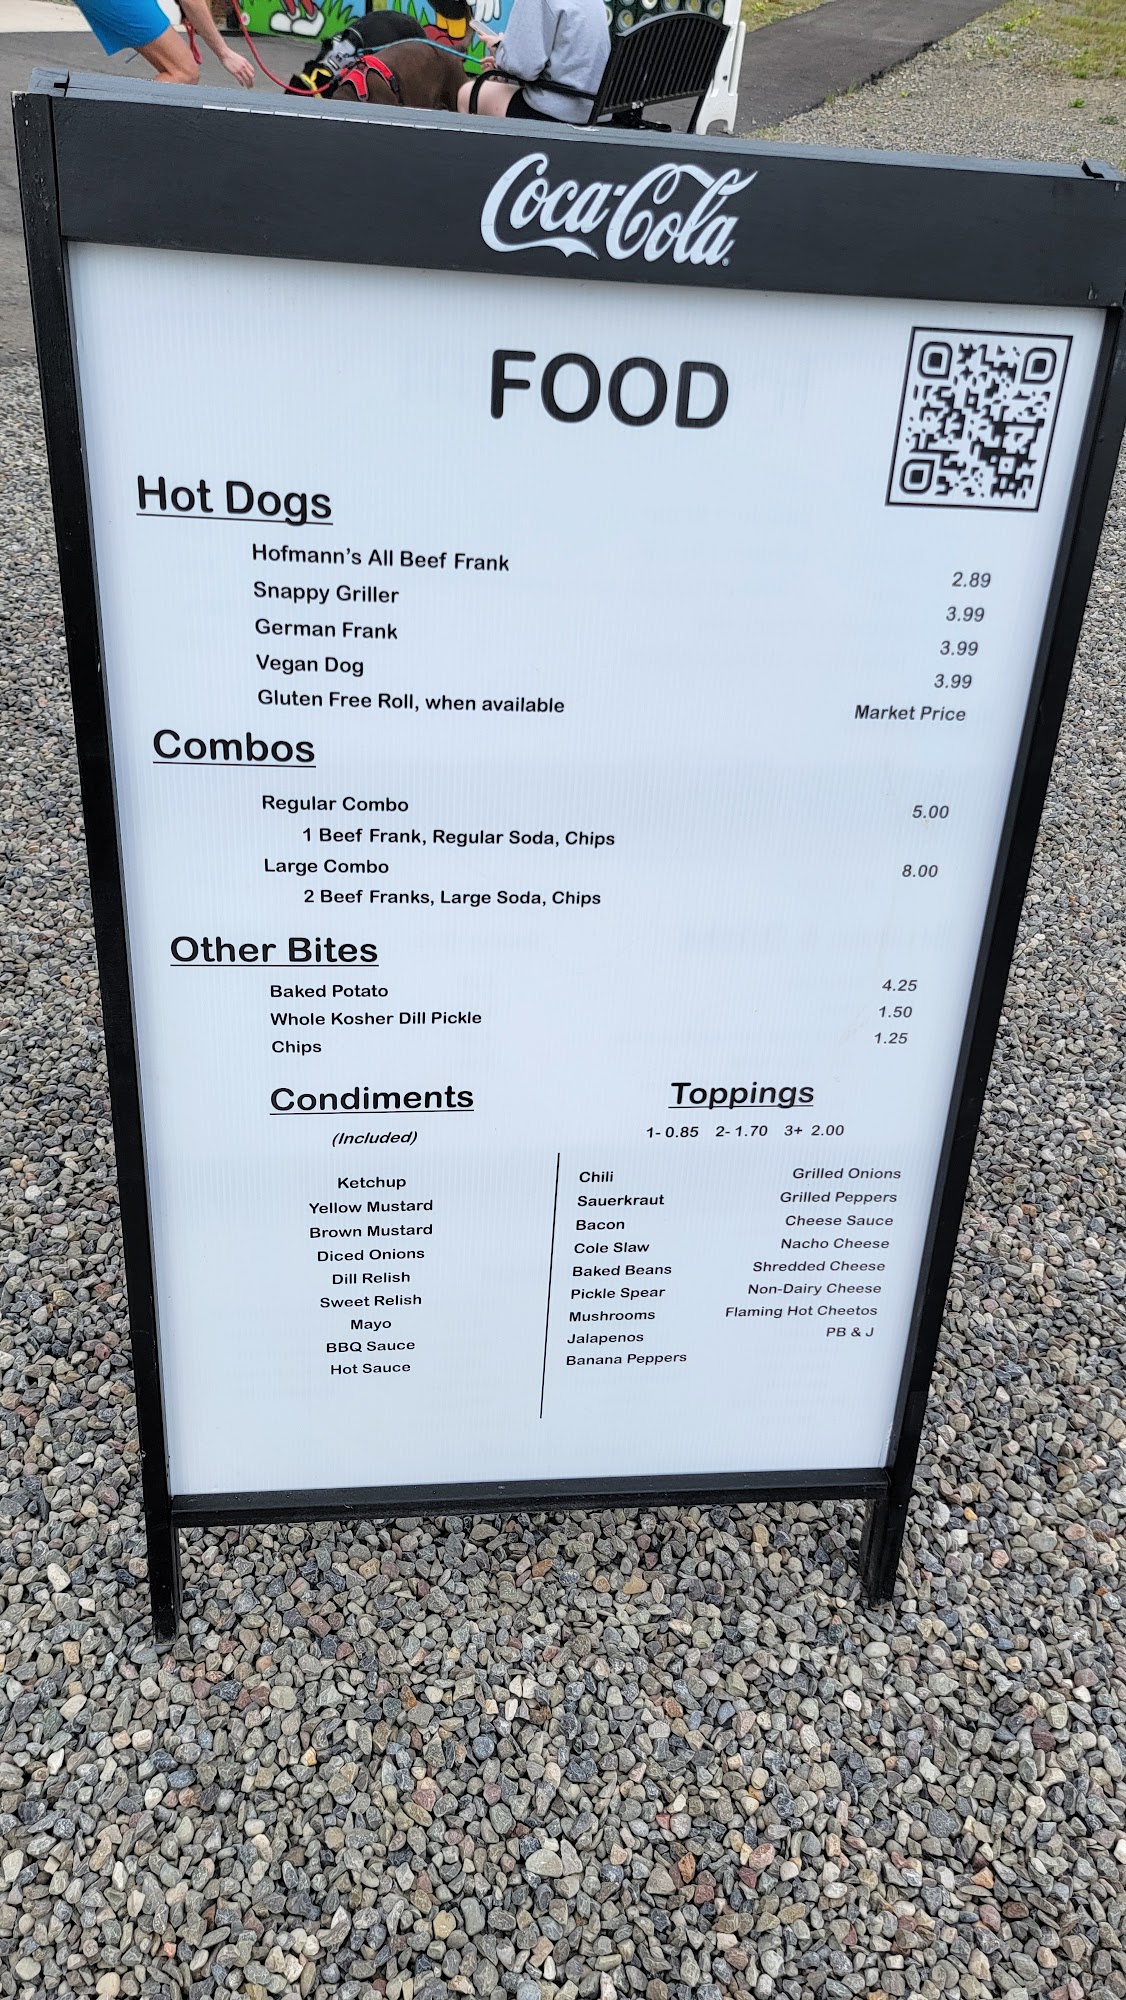 Coca-Cola
FOOD
Hot Dogs
Hofmann's All Beef Frank 2.89
Snappy Griller 3.99
German Frank 3.99
Vegan Dog 3.99
Gluten Free Roll, when available Market Price
Combos
Regular Combo 5.00
1 Beef Frank, Regular Soda, Chips
Large Combo 8.00
2 Beef Franks, Large Soda, Chips
Other Bites
Baked Potato 4.25
Whole Kosher Dill Pickle 1.50
Chips 1.25
Condiments
(Included)
Ketchup
Yellow Mustard
Brown Mustard
Diced Onions
Dill Relish
Sweet Relish
Mayo
BBQ Sauce
Hot Sauce
Toppings
1- 0.85 2- 1.70 3+ 2.00
Chili
Sauerkraut
Bacon
Cole Slaw
Baked Beans
Pickle Spear
Mushrooms
Jalapenos
Banana Peppers
Grilled Onions
Grilled Peppers
Cheese Sauce
Nacho Cheese
Shredded Cheese
Non-Dairy Cheese
Flaming Hot Cheetos
PB & J